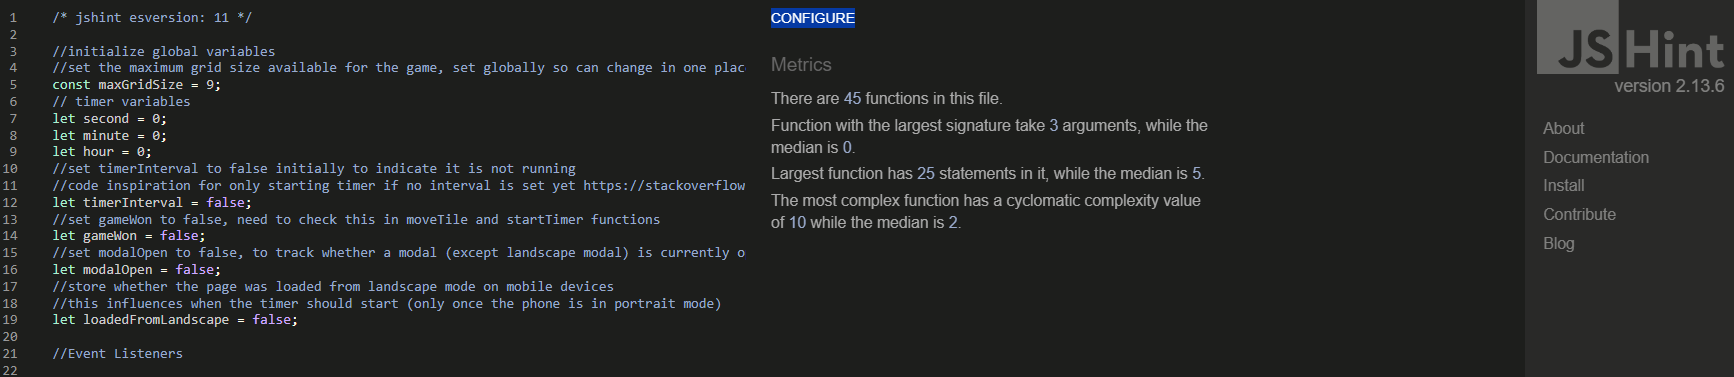 1 /* jshint esversion: 11 */
2
3 //initialize global variables
4 //set the maximum grid size available for the game, set globally so can change in one plac
5 const maxGridSize = 9;
6 // timer variables
7 let second = 0;
8 let minute = 0;
9 let hour = 0;
10 //set timerInterval to false initially to indicate it is not running
11 //code inspiration for only starting timer if no interval is set yet https://stackoverflow
12 let timerInterval = false;
13 //set gameWon to false, need to check this in moveTile and startTimer functions
14 let gameWon = false;
15 //set modalOpen to false, to track whether a modal (except landscape modal) is currently o
16 let modalOpen = false;
17 //store whether the page was loaded from landscape mode on mobile devices
18 //this influences when the timer should start (only once the phone is in portrait mode)
19 let loadedFromLandscape = false;
20
21 //Event Listeners
22
CONFIGURE
Metrics
There are 45 functions in this file.
Function with the largest signature take 3 arguments, while the
median is 0.
Largest function has 25 statements in it, while the median is 5.
The most complex function has a cyclomatic complexity value
of 10 while the median is 2.
JSHint
version 2.13.6
About
Documentation
Install
Contribute
Blog